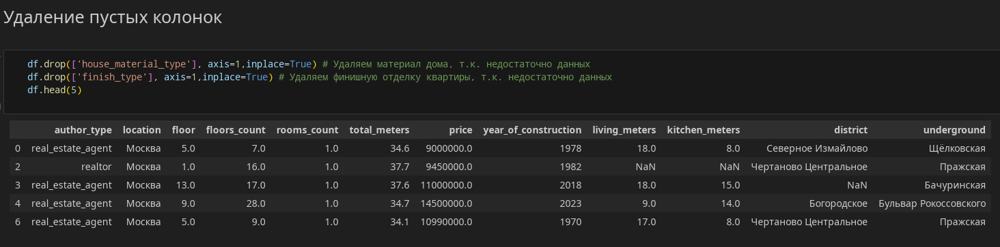 Удаление пустых колонок
df.drop(['house_material_type'], axis=1,inplace=True) # Удаляем материал дома, т.к. недостаточно данных
df.drop(['finish_type'], axis=1,inplace=True) # Удаляем финишную отделку квартиры, т.к. недостаточно данных
df.head(5)
author_type location floor floors_count rooms_count total_meters price year_of_construction living_meters kitchen_meters district underground
0 real_estate_agent Москва 5.0 7.0 1.0 34.6 9000000.0 1978 18.0 8.0 Северное Измайлово Щёлковская
2 realtor Москва 1.0 16.0 1.0 37.7 9450000.0 1982 NaN NaN Чертаново Центральное Пражская
3 real_estate_agent Москва 13.0 17.0 1.0 37.6 11000000.0 2018 18.0 15.0 NaN Бачуринская
4 real_estate_agent Москва 9.0 28.0 1.0 34.7 14500000.0 2023 9.0 14.0 Богородское Бульвар Рокоссовского
6 real_estate_agent Москва 5.0 9.0 1.0 34.1 10990000.0 1970 17.0 8.0 Чертаново Центральное Пражская